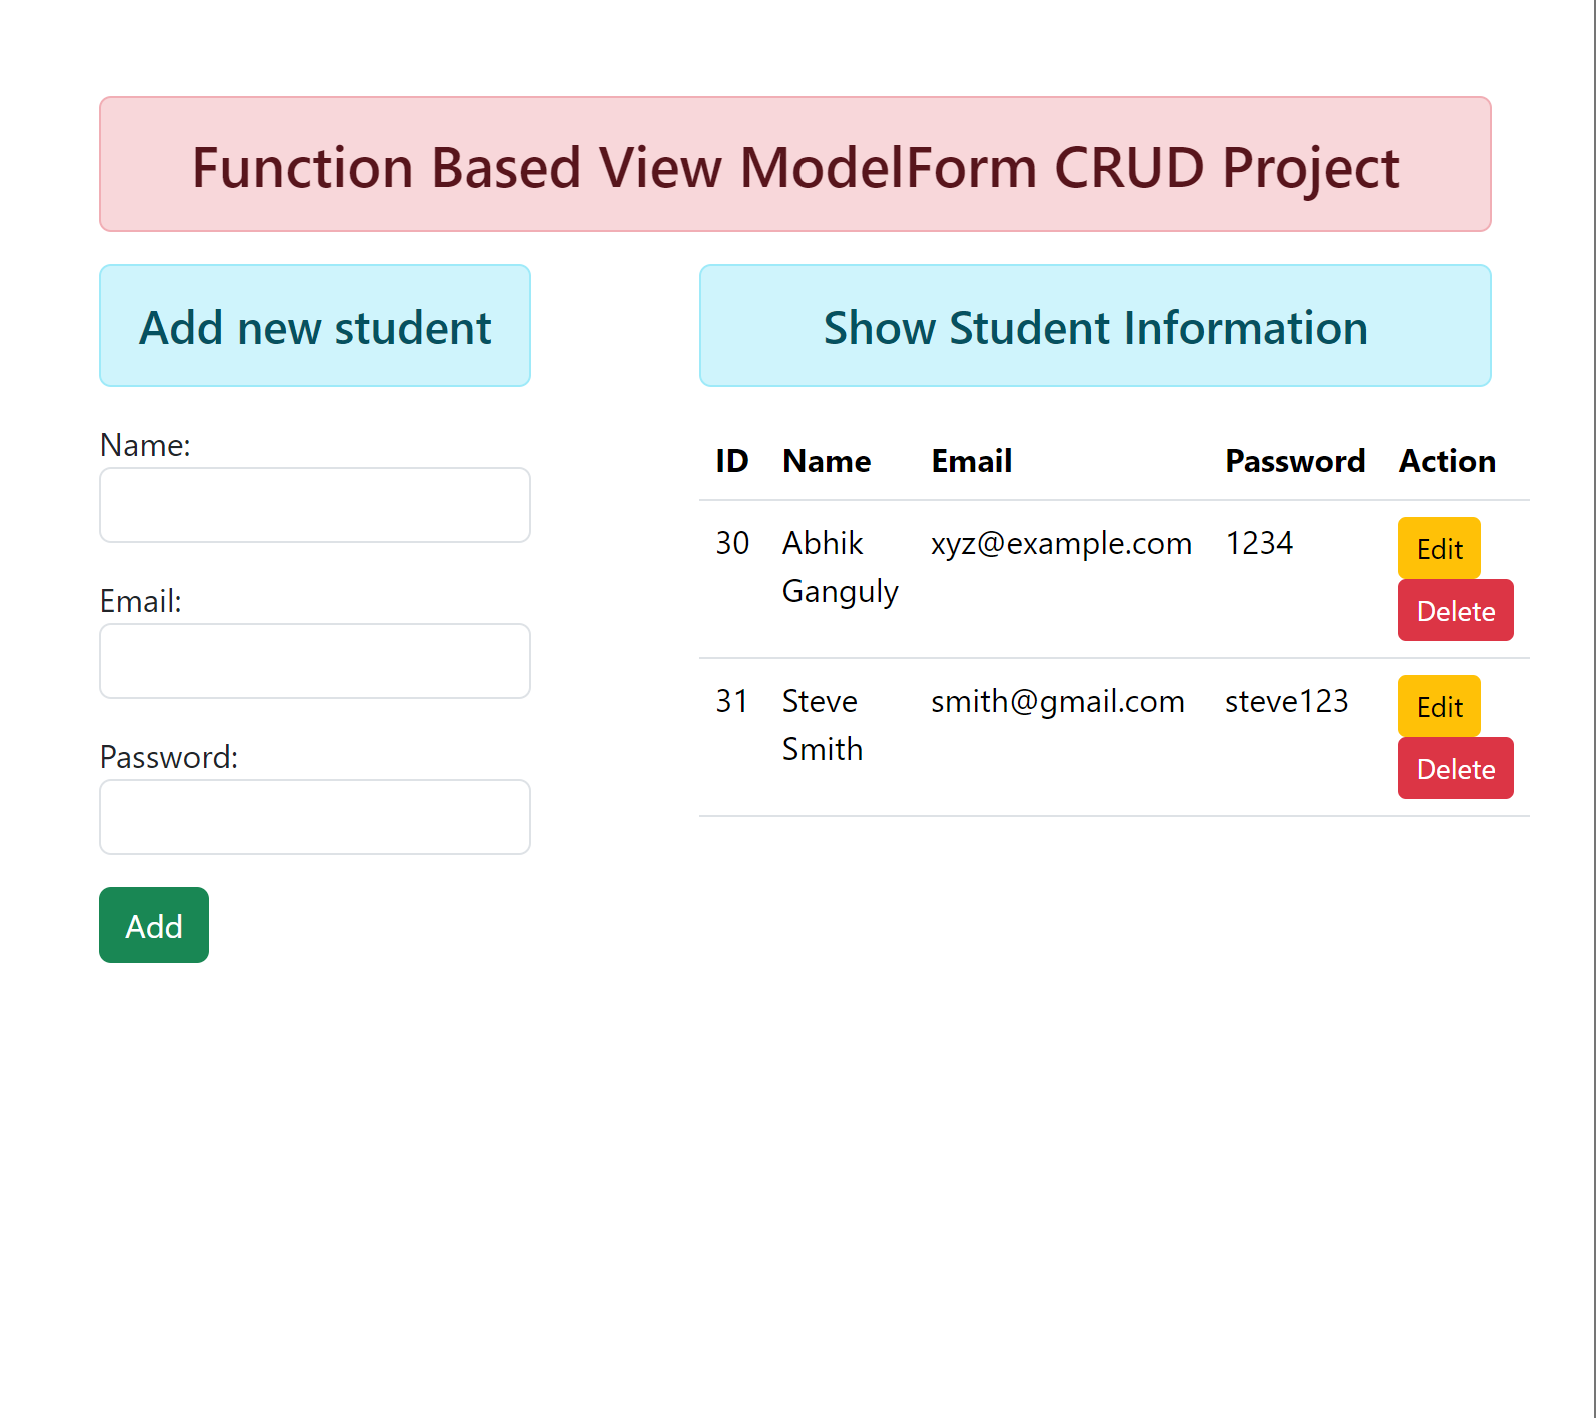 Function Based View ModelForm CRUD Project
Add new student
Name:
Email:
Password:
Add
Show Student Information
ID Name Email Password Action
30 Abhik Ganguly xyz@example.com 1234 Edit Delete
31 Steve Smith smith@gmail.com steve123 Edit Delete